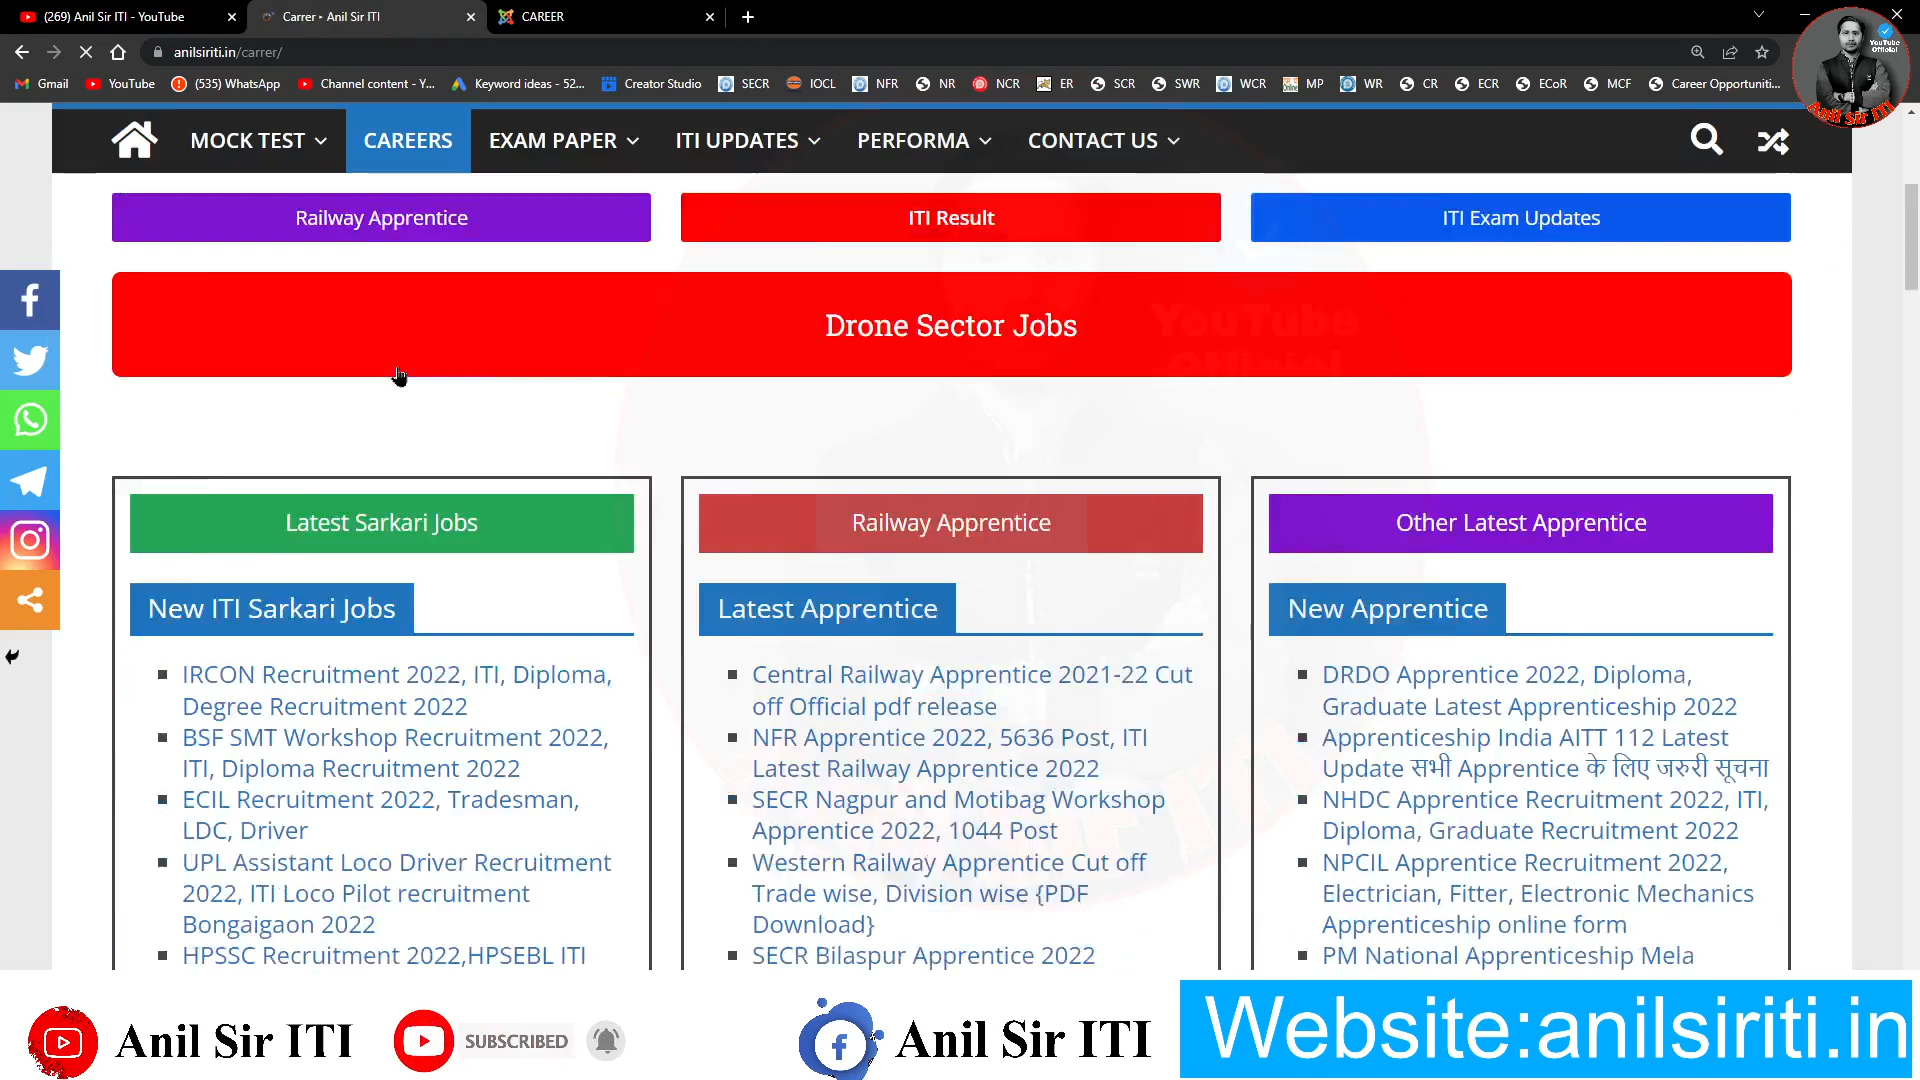 (269) Anil Sir ITI - YouTube
Carrer ▸ Anil Sir ITI
CAREER
anilsiriti.in/carrer/
Gmail
YouTube
(535) WhatsApp
Channel content - Y...
Keyword ideas - 52...
Creator Studio
SECR
IOCL
NFR
NR
NCR
ER
SCR
SWR
WCR
MP
WR
CR
ECR
ECoR
MCF
Career Opportuniti...
YouTube
Official
Anil Sir ITI
MOCK TEST
CAREERS
EXAM PAPER
ITI UPDATES
PERFORMA
CONTACT US
Railway Apprentice
ITI Result
ITI Exam Updates
Drone Sector Jobs
YouTube
Official
Latest Sarkari Jobs
New ITI Sarkari Jobs
IRCON Recruitment 2022, ITI, Diploma,
Degree Recruitment 2022
BSF SMT Workshop Recruitment 2022,
ITI, Diploma Recruitment 2022
ECIL Recruitment 2022, Tradesman,
LDC, Driver
UPL Assistant Loco Driver Recruitment
2022, ITI Loco Pilot recruitment
Bongaigaon 2022
HPSSC Recruitment 2022,HPSEBL ITI
Railway Apprentice
Latest Apprentice
Central Railway Apprentice 2021-22 Cut
off Official pdf release
NFR Apprentice 2022, 5636 Post, ITI
Latest Railway Apprentice 2022
SECR Nagpur and Motibag Workshop
Apprentice 2022, 1044 Post
Western Railway Apprentice Cut off
Trade wise, Division wise {PDF
Download}
SECR Bilaspur Apprentice 2022
Other Latest Apprentice
New Apprentice
DRDO Apprentice 2022, Diploma,
Graduate Latest Apprenticeship 2022
Apprenticeship India AITT 112 Latest
Update सभी Apprentice के लिए जरुरी सूचना
NHDC Apprentice Recruitment 2022, ITI,
Diploma, Graduate Recruitment 2022
NPCIL Apprentice Recruitment 2022,
Electrician, Fitter, Electronic Mechanics
Apprenticeship online form
PM National Apprenticeship Mela
Anil Sir ITI
SUBSCRIBED
Anil Sir ITI
Website:anilsiriti.in